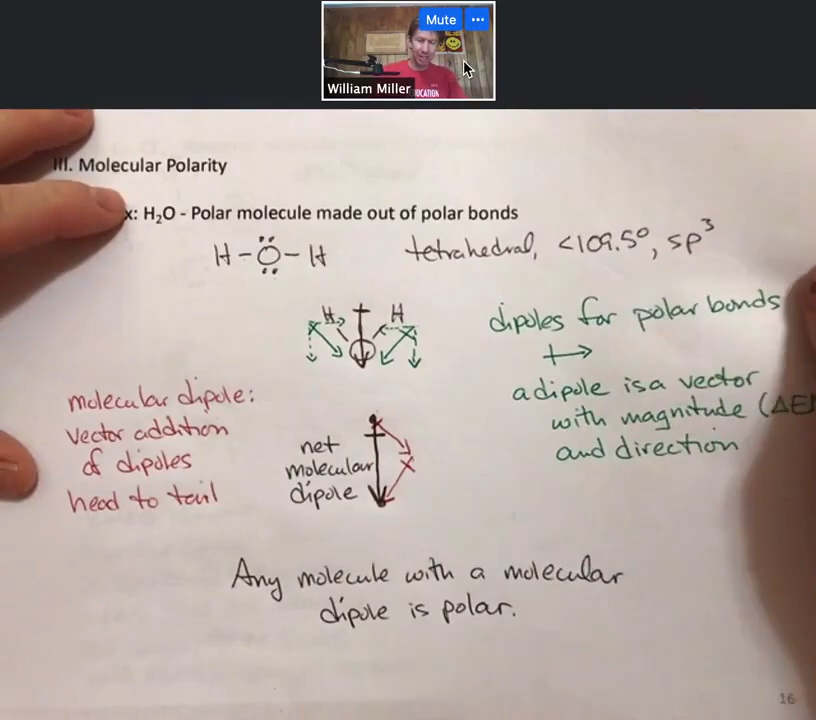 Mute
William Miller
UCATION
III. Molecular Polarity
x: H₂O - Polar molecule made out of polar bonds
H-Ö-H tetrahedral, <109.5°, sp³
H H
O
dipoles for polar bonds
a dipole is a vector
with magnitude (ΔE
and direction
molecular dipole:
vector addition
of dipoles
head to tail
net
molecular
dipole
Any molecule with a molecular
dipole is polar.
16